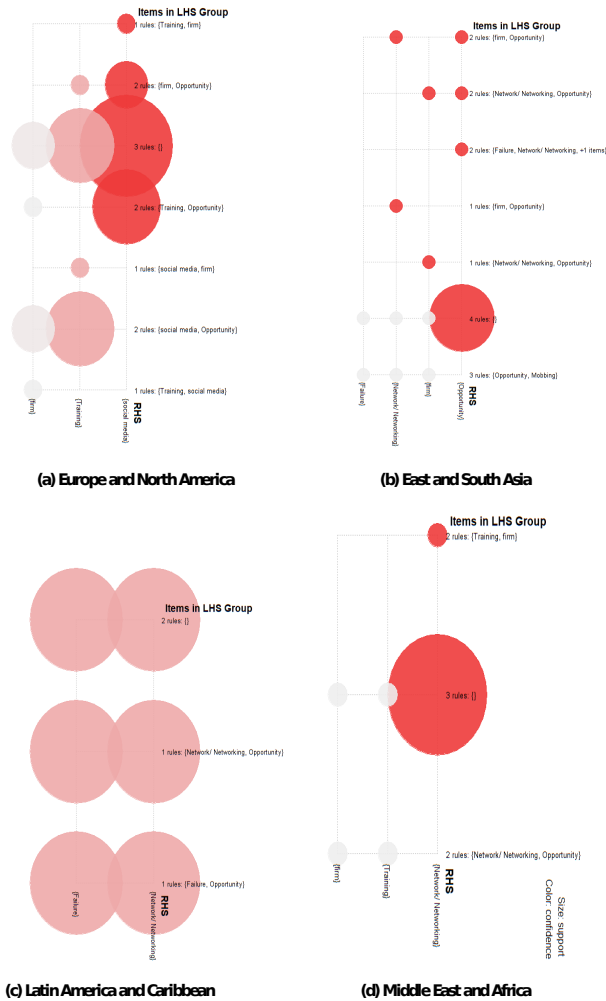 Items in LHS Group
1 rules: {Training, firm}
2 rules: {firm, Opportunity}
3 rules: {}
2 rules: {Training, Opportunity}
1 rules: {social media, firm}
2 rules: {social media, Opportunity}
1 rules: {Training, social media}
{firm}
{Training}
{social media}
RHS
(a) Europe and North America
Items in LHS Group
2 rules: {firm, Opportunity}
2 rules: {Network/ Networking, Opportunity}
2 rules: {Failure, Network/ Networking, +1 items}
1 rules: {firm, Opportunity}
1 rules: {Network/ Networking, Opportunity}
4 rules: {}
3 rules: {Opportunity, Mobbing}
{Failure}
{Network/ Networking}
{firm}
{Opportunity}
RHS
(b) East and South Asia
Items in LHS Group
2 rules: {}
1 rules: {Network/ Networking, Opportunity}
1 rules: {Failure, Opportunity}
{Failure}
{Network/ Networking}
RHS
(c) Latin America and Caribbean
Items in LHS Group
2 rules: {Training, firm}
3 rules: {}
2 rules: {Network/ Networking, Opportunity}
{firm}
{Training}
{Network/ Networking}
RHS
Size: support
Color: confidence
(d) Middle East and Africa